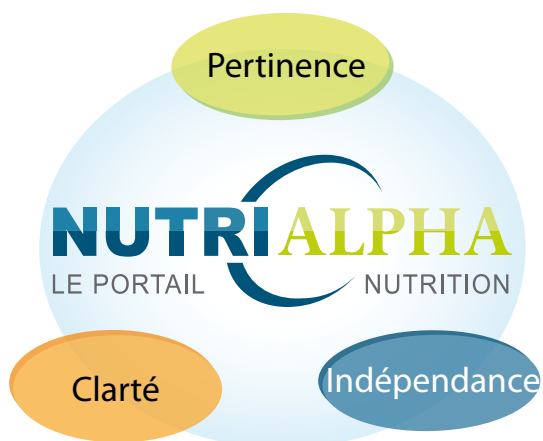 Pertinence
NUTRIALPHA
LE PORTAIL NUTRITION
Clarté
Indépendance